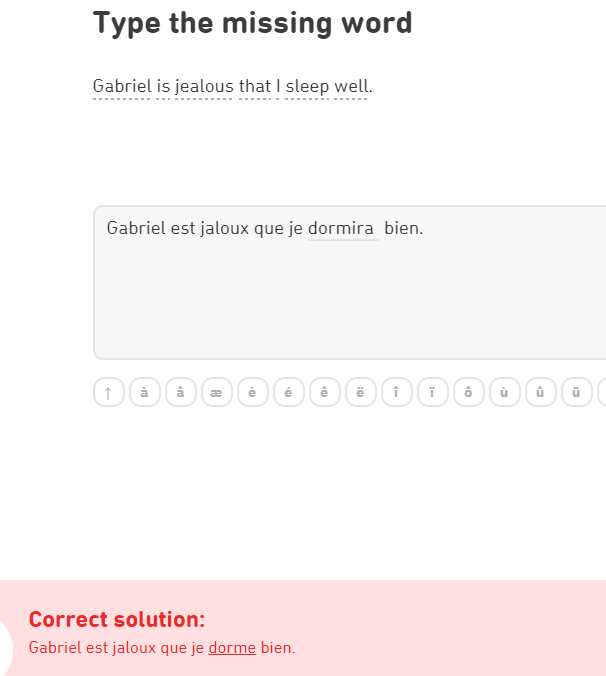 Type the missing word
Gabriel is jealous that I sleep well.
Gabriel est jaloux que je dormira bien.
↑ à â æ è é ê ë î ï ô ù û ü
Correct solution:
Gabriel est jaloux que je dorme bien.